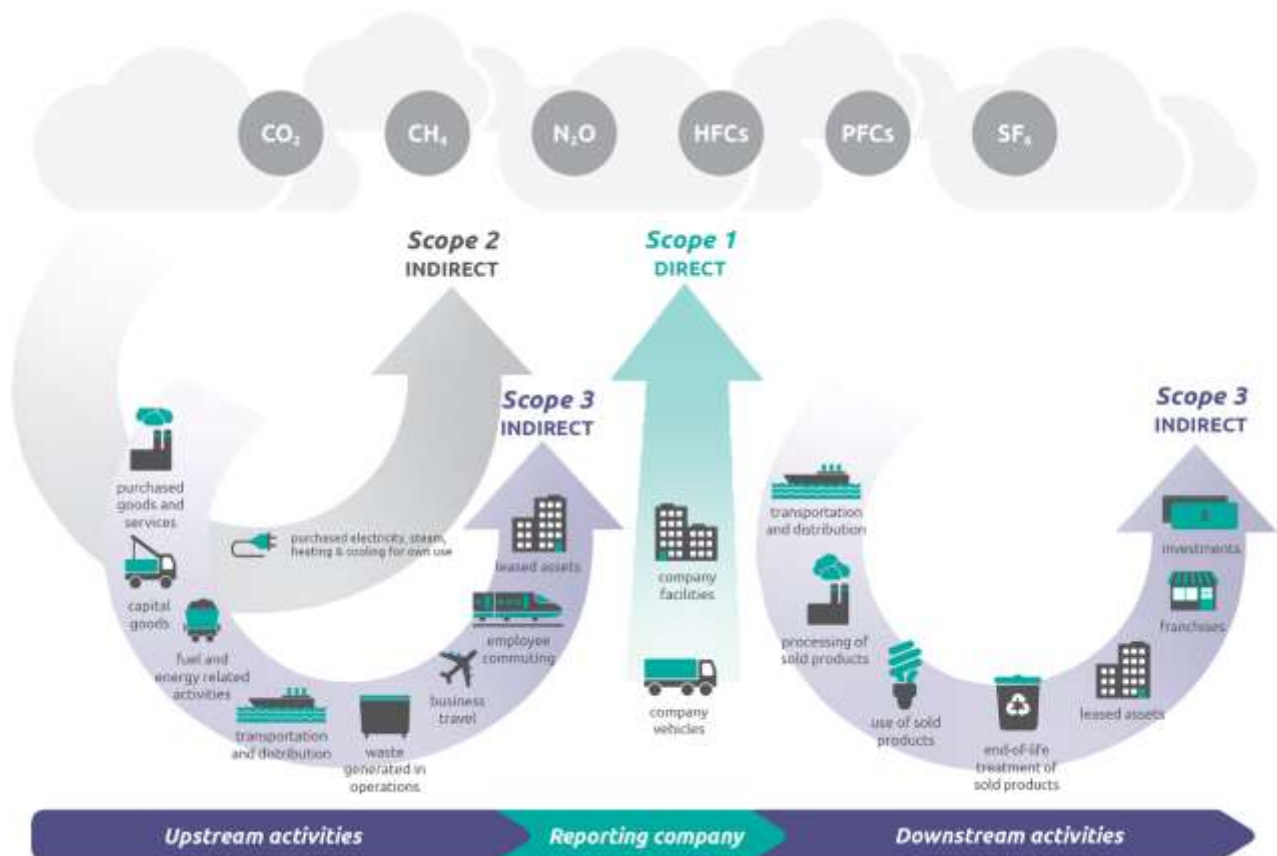 CO₂
CH₄
N₂O
HFCs
PFCs
SF₆
Scope 2
INDIRECT
Scope 1
DIRECT
Scope 3
INDIRECT
Scope 3
INDIRECT
purchased
goods and
services
capital
goods
fuel and
energy related
activities
purchased electricity, steam,
heating & cooling for own use
transportation
and distribution
waste
generated in
operations
business
travel
employee
commuting
leased assets
company
facilities
company
vehicles
transportation
and distribution
processing of
sold products
use of sold
products
end-of-life
treatment of
sold products
leased assets
franchises
investments
Upstream activities
Reporting company
Downstream activities